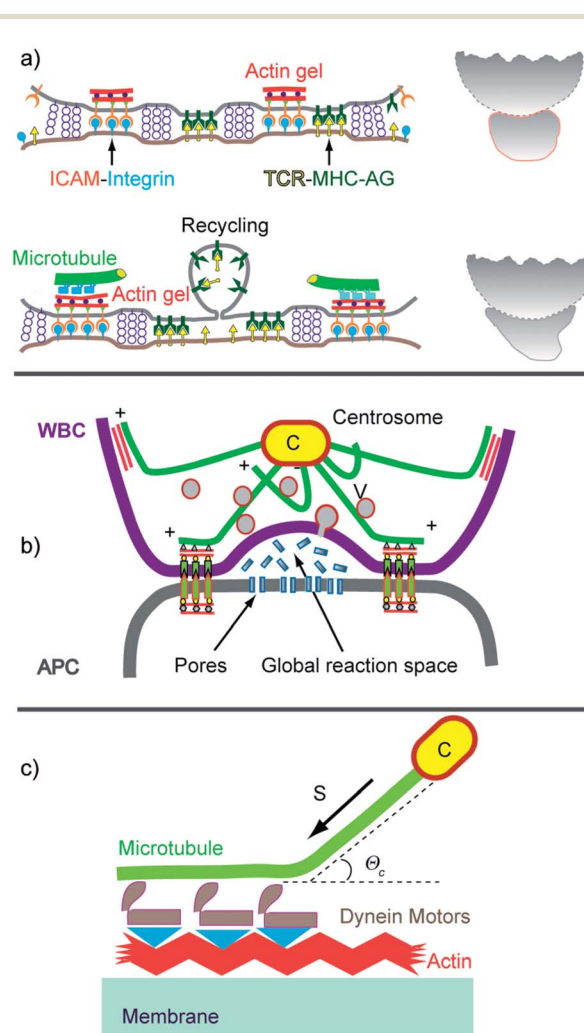 a)
Actin gel
ICAM-Integrin
TCR-MHC-AG
Recycling
Microtubule
Actin gel
WBC
+
Centrosome
C
+
-
V
+
+
b)
Pores
Global reaction space
APC
c)
C
S
Microtubule
Θc
Dynein Motors
Actin
Membrane